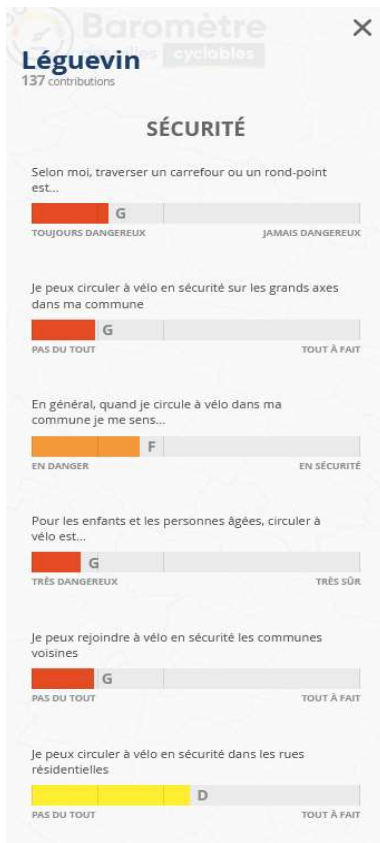 Baromètre
des villes cyclables
Léguevin
137 contributions
SÉCURITÉ
Selon moi, traverser un carrefour ou un rond-point
est...
G
TOUJOURS DANGEREUX JAMAIS DANGEREUX
Je peux circuler à vélo en sécurité sur les grands axes
dans ma commune
G
PAS DU TOUT TOUT À FAIT
En général, quand je circule à vélo dans ma
commune je me sens...
F
EN DANGER EN SÉCURITÉ
Pour les enfants et les personnes âgées, circuler à
vélo est...
G
TRÈS DANGEREUX TRÈS SÛR
Je peux rejoindre à vélo en sécurité les communes
voisines
G
PAS DU TOUT TOUT À FAIT
Je peux circuler à vélo en sécurité dans les rues
résidentielles
D
PAS DU TOUT TOUT À FAIT